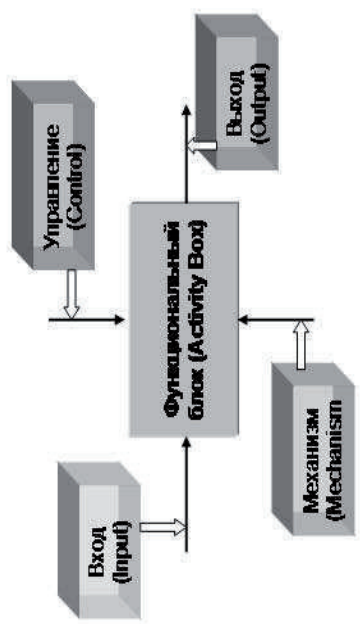 Управление
(Control)
Вход
(Input)
Функциональный
блок (Activity Box)
Выход
(Output)
Механизм
(Mechanism